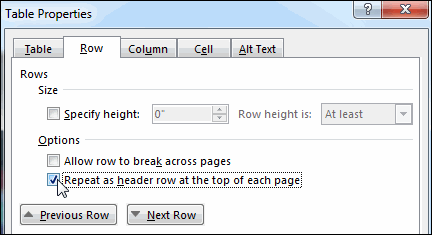 Table Properties
Table Row Column Cell Alt Text
Rows
Size
Specify height: 0" Row height is: At least
Options
Allow row to break across pages
Repeat as header row at the top of each page
Previous Row Next Row